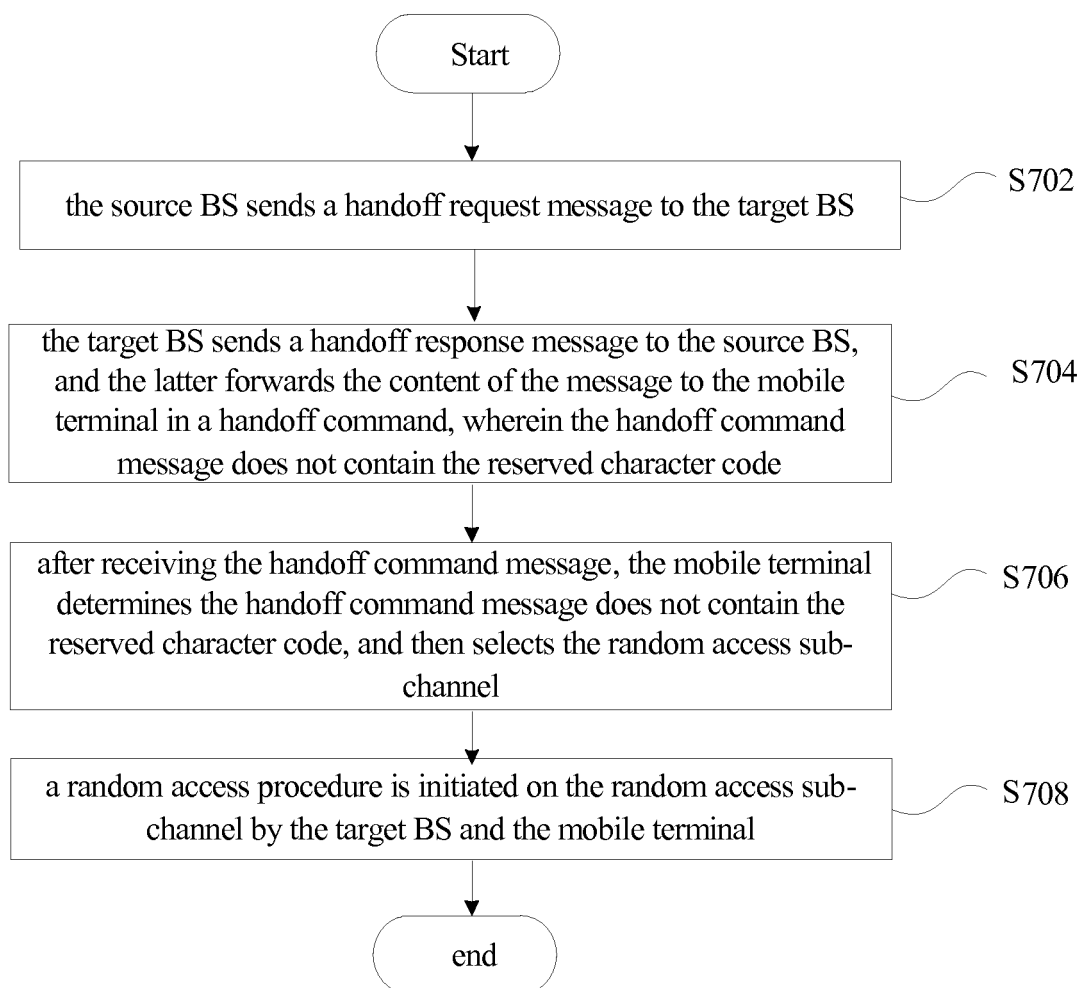 Start
the source BS sends a handoff request message to the target BS
S702
the target BS sends a handoff response message to the source BS,
and the latter forwards the content of the message to the mobile
terminal in a handoff command, wherein the handoff command
message does not contain the reserved character code
S704
after receiving the handoff command message, the mobile terminal
determines the handoff command message does not contain the
reserved character code, and then selects the random access sub-
channel
S706
a random access procedure is initiated on the random access sub-
channel by the target BS and the mobile terminal
S708
end